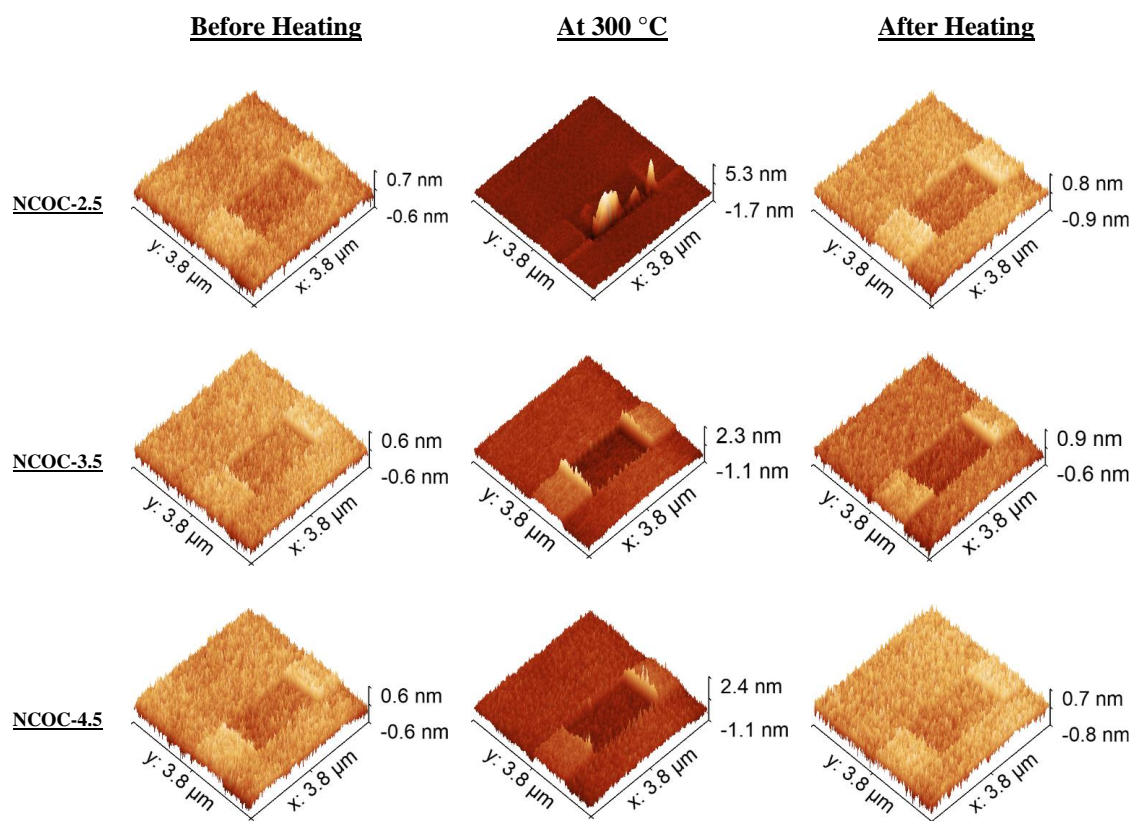 Before Heating
At 300 °C
After Heating
NCOC-2.5
0.7 nm
-0.6 nm
y: 3.8 µm
x: 3.8 µm
5.3 nm
-1.7 nm
y: 3.8 µm
x: 3.8 µm
0.8 nm
-0.9 nm
y: 3.8 µm
x: 3.8 µm
NCOC-3.5
0.6 nm
-0.6 nm
y: 3.8 µm
x: 3.8 µm
2.3 nm
-1.1 nm
y: 3.8 µm
x: 3.8 µm
0.9 nm
-0.6 nm
y: 3.8 µm
x: 3.8 µm
NCOC-4.5
0.6 nm
-0.6 nm
y: 3.8 µm
x: 3.8 µm
2.4 nm
-1.1 nm
y: 3.8 µm
x: 3.8 µm
0.7 nm
-0.8 nm
y: 3.8 µm
x: 3.8 µm